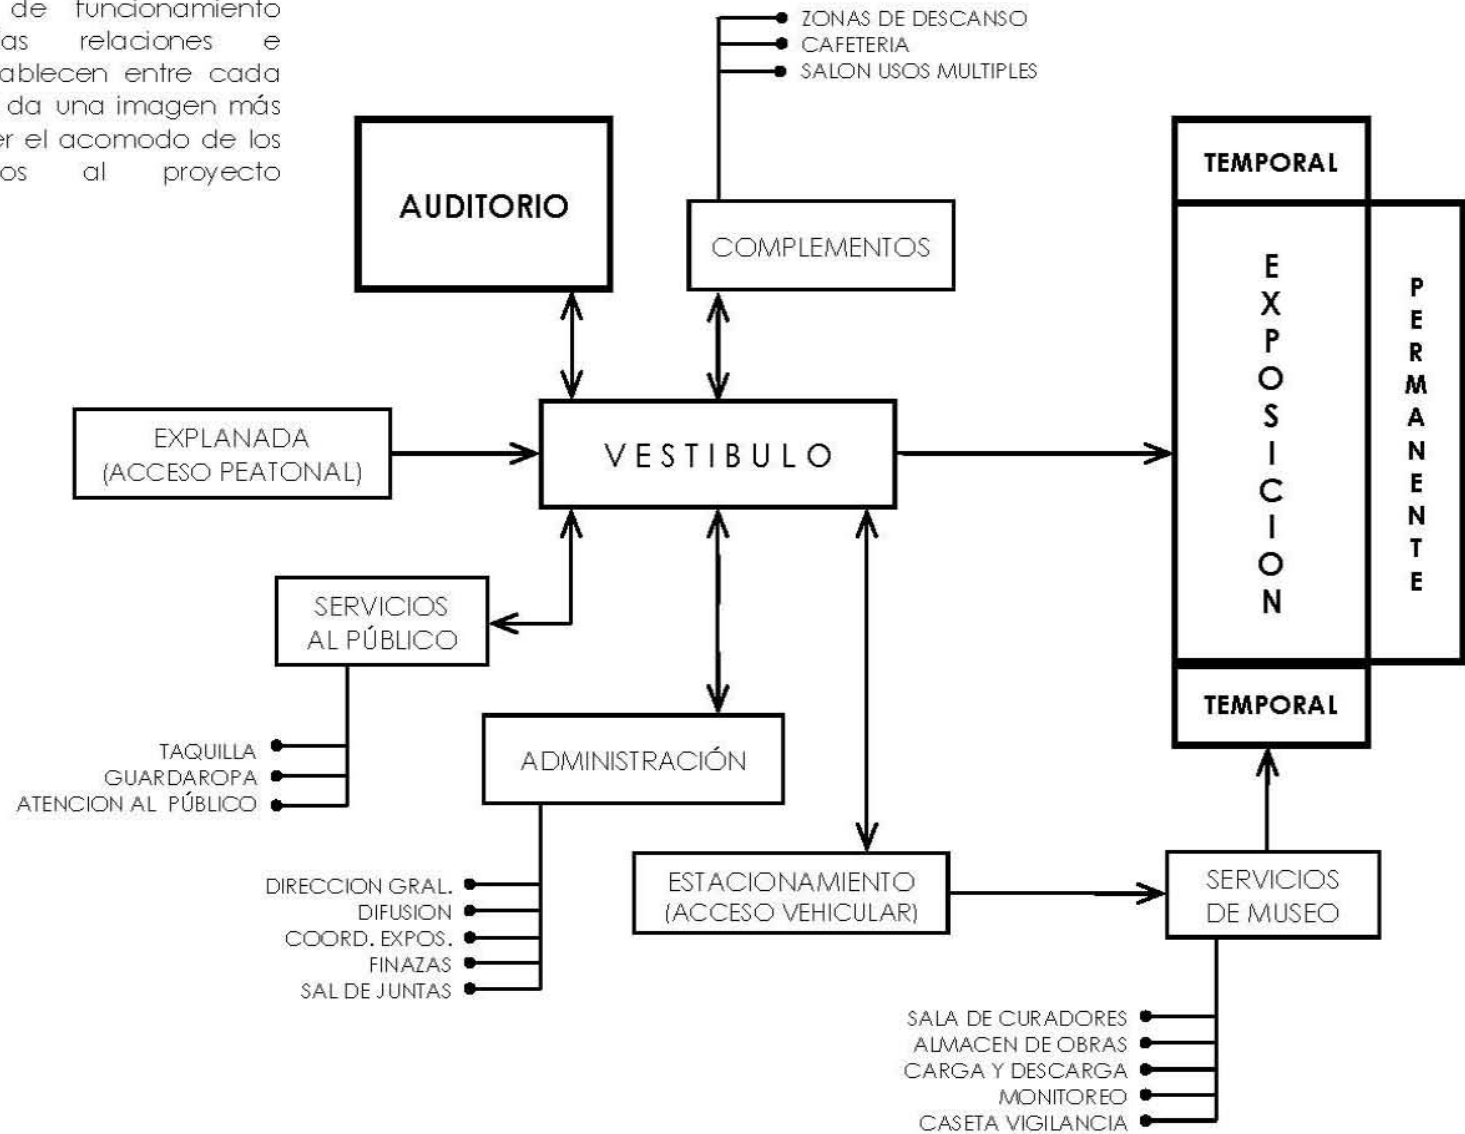 de funcionamiento
as relaciones e
ablecen entre cada
da una imagen más
er el acomodo de los
os al proyecto
ZONAS DE DESCANSO
CAFETERIA
SALON USOS MULTIPLES
AUDITORIO
COMPLEMENTOS
TEMPORAL
EXPOSICION
PERMANENTE
EXPLANADA
(ACCESO PEATONAL)
VESTIBULO
SERVICIOS
AL PÚBLICO
TEMPORAL
TAQUILLA
GUARDAROPA
ATENCION AL PÚBLICO
ADMINISTRACIÓN
DIRECCION GRAL.
DIFUSION
COORD. EXPOS.
FINAZAS
SAL DE JUNTAS
ESTACIONAMIENTO
(ACCESO VEHICULAR)
SERVICIOS
DE MUSEO
SALA DE CURADORES
ALMACEN DE OBRAS
CARGA Y DESCARGA
MONITOREO
CASETA VIGILANCIA